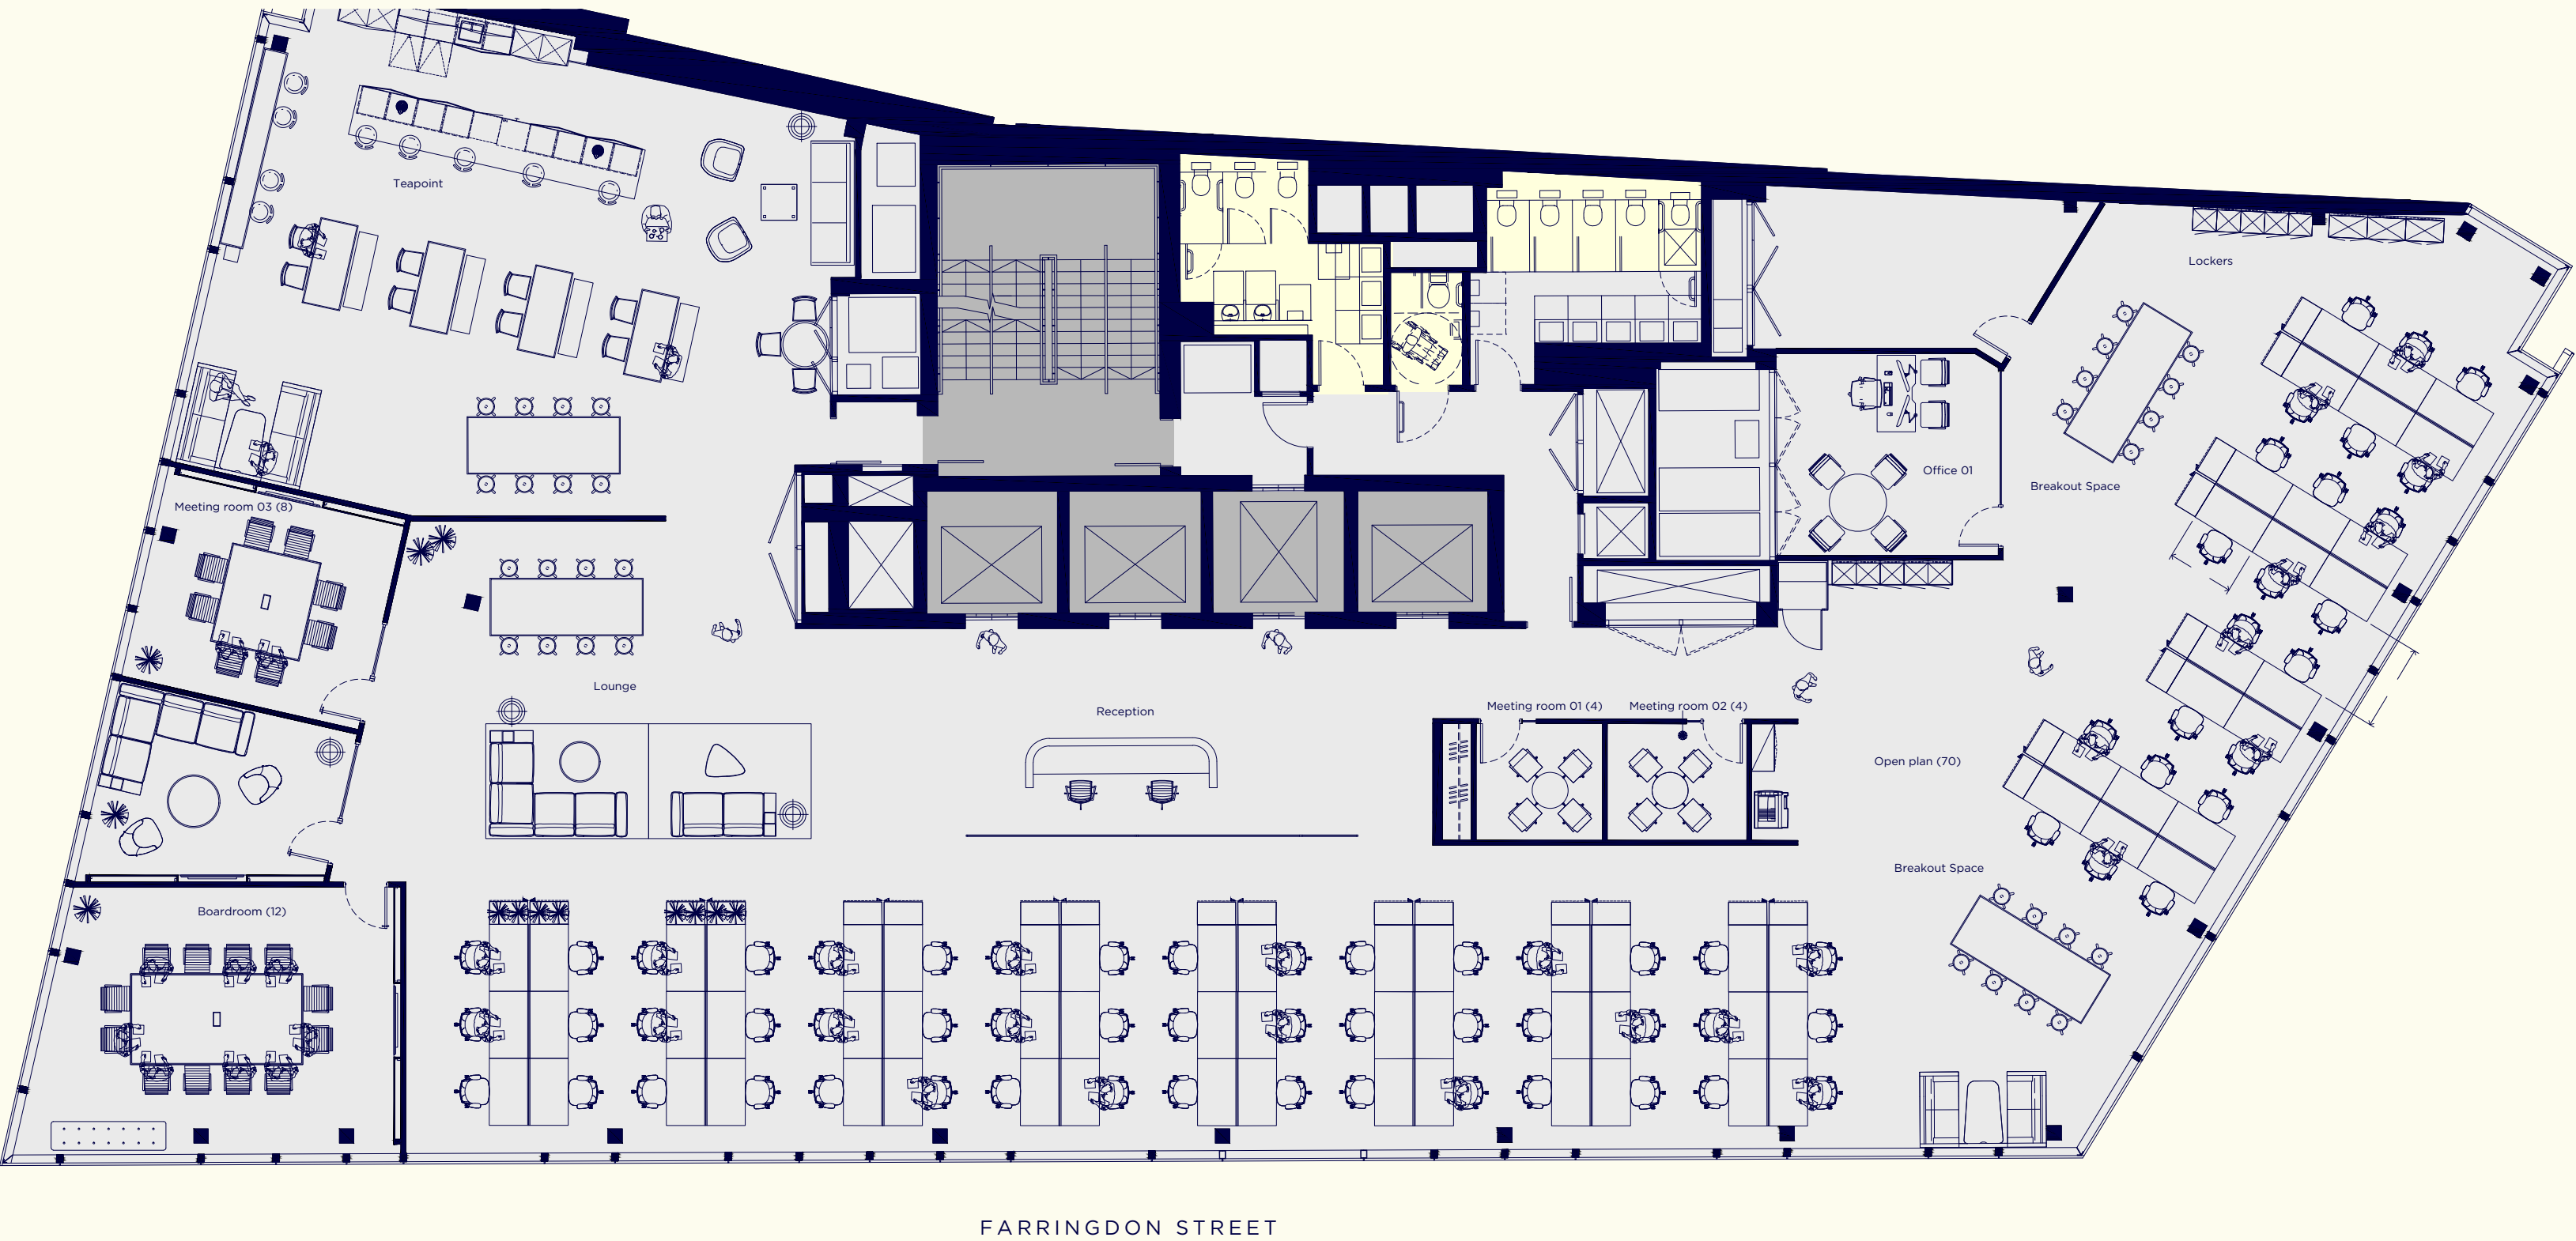 Teapoint
Lockers
Office 01
Breakout Space
Meeting room 03 (8)
Lounge
Reception
Meeting room 01 (4)
Meeting room 02 (4)
Open plan (70)
Breakout Space
Boardroom (12)
FARRINGDON STREET